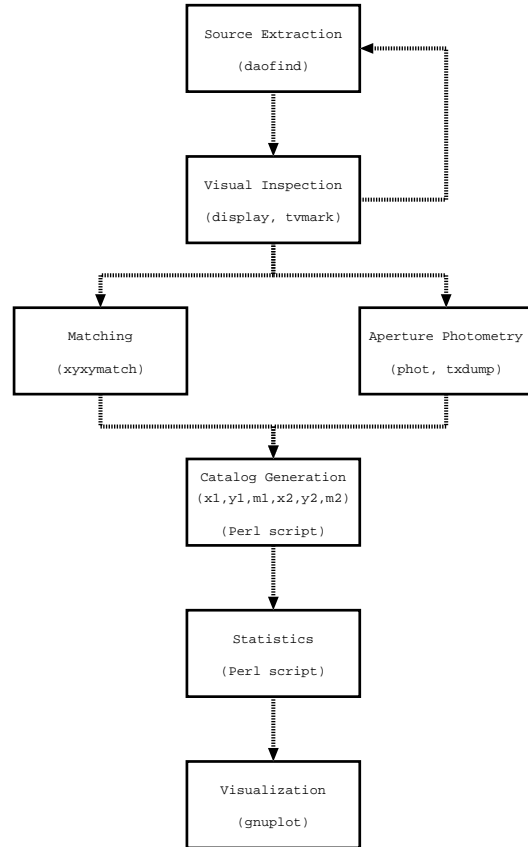 Source Extraction
(daofind)
Visual Inspection
(display, tvmark)
Matching
(xyxymatch)
Aperture Photometry
(phot, txdump)
Catalog Generation
(x1,y1,m1,x2,y2,m2)
(Perl script)
Statistics
(Perl script)
Visualization
(gnuplot)